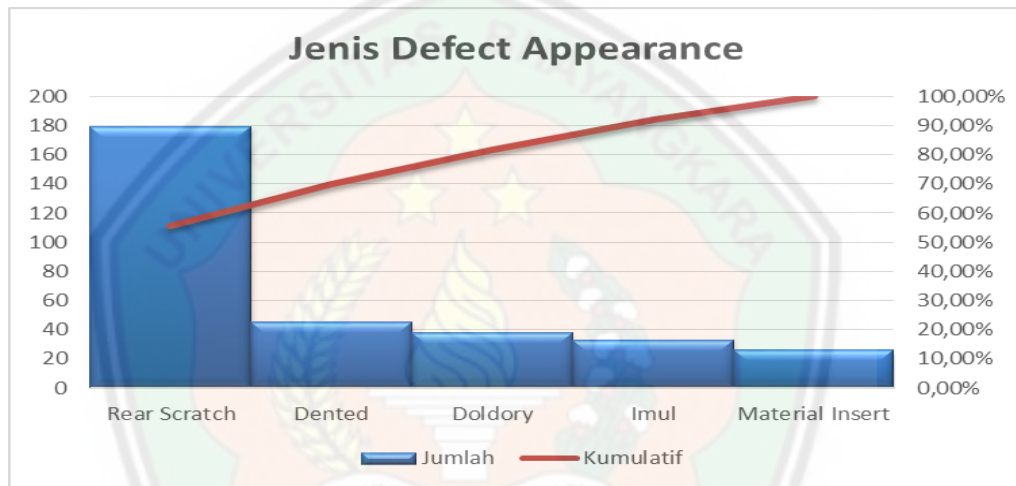 Jenis Defect Appearance
200 100,00%
180 90,00%
160 80,00%
140 70,00%
120 60,00%
100 50,00%
80 40,00%
60 30,00%
40 20,00%
20 10,00%
0 0,00%
Rear Scratch Dented Doldory Imul Material Insert
Jumlah Kumulatif
UNIVERSITAS BHAYANGKARA